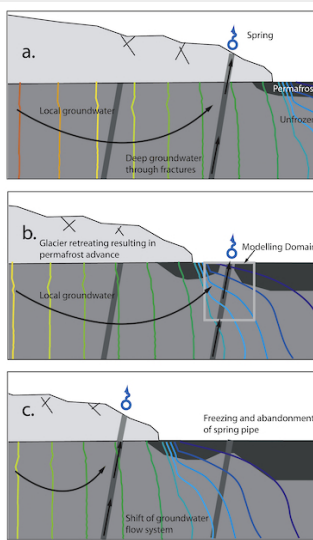 a.
Spring
Permafros
Local groundwater
Unfrozen
Deep groundwater
through fractures
b.
Glacier retreating resulting in
permafrost advance
Modelling Domain
Local groundwater
c.
Freezing and abandonment
of spring pipe
Shift of groundwater
flow system